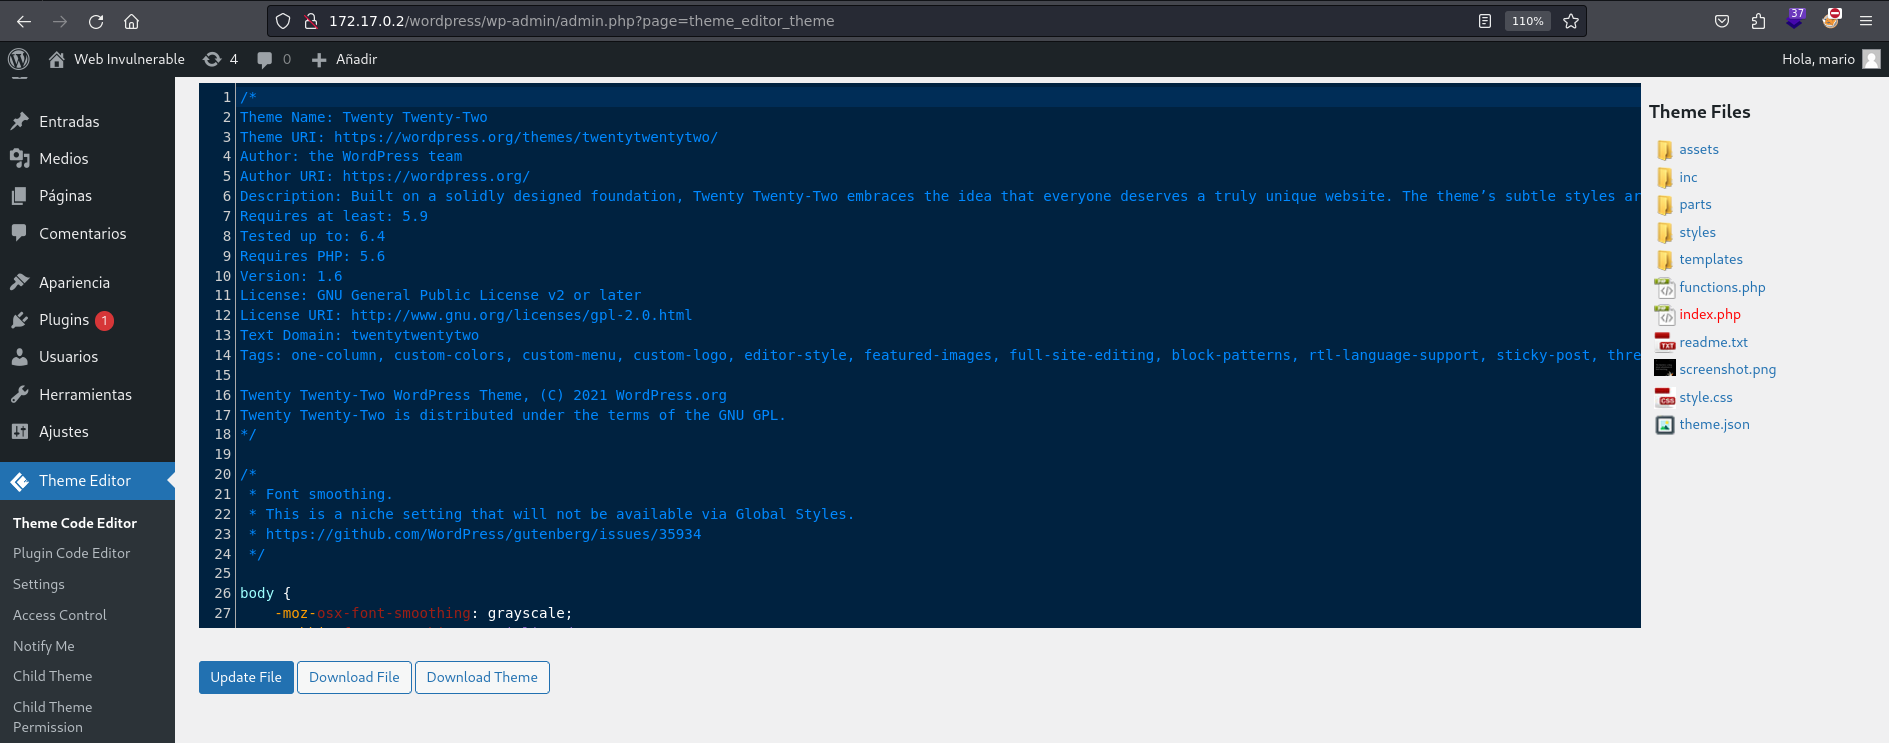 172.17.0.2/wordpress/wp-admin/admin.php?page=theme_editor_theme
110%
37
Web Invulnerable
4
0
Añadir
Hola, mario
Entradas
Medios
Páginas
Comentarios
Apariencia
Plugins 1
Usuarios
Herramientas
Ajustes
Theme Editor
Theme Code Editor
Plugin Code Editor
Settings
Access Control
Notify Me
Child Theme
Child Theme
Permission
1 /*
2 Theme Name: Twenty Twenty-Two
3 Theme URI: https://wordpress.org/themes/twentytwentytwo/
4 Author: the WordPress team
5 Author URI: https://wordpress.org/
6 Description: Built on a solidly designed foundation, Twenty Twenty-Two embraces the idea that everyone deserves a truly unique website. The theme’s subtle styles ar
7 Requires at least: 5.9
8 Tested up to: 6.4
9 Requires PHP: 5.6
10 Version: 1.6
11 License: GNU General Public License v2 or later
12 License URI: http://www.gnu.org/licenses/gpl-2.0.html
13 Text Domain: twentytwentytwo
14 Tags: one-column, custom-colors, custom-menu, custom-logo, editor-style, featured-images, full-site-editing, block-patterns, rtl-language-support, sticky-post, thre
15
16 Twenty Twenty-Two WordPress Theme, (C) 2021 WordPress.org
17 Twenty Twenty-Two is distributed under the terms of the GNU GPL.
18 */
19
20 /*
21  * Font smoothing.
22  * This is a niche setting that will not be available via Global Styles.
23  * https://github.com/WordPress/gutenberg/issues/35934
24  */
25
26 body {
27     -moz-osx-font-smoothing: grayscale;
Update File
Download File
Download Theme
Theme Files
assets
inc
parts
styles
templates
functions.php
index.php
readme.txt
screenshot.png
style.css
theme.json